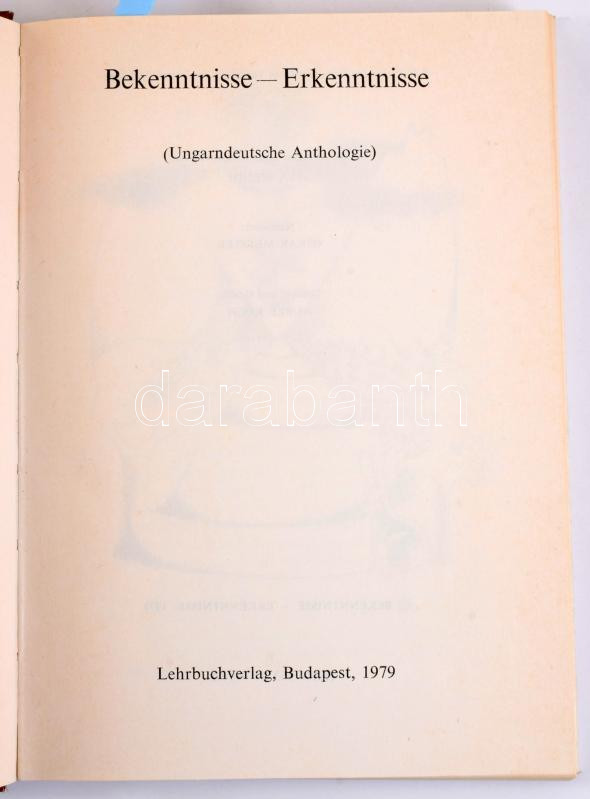 Bekenntnisse — Erkenntnisse
(Ungarndeutsche Anthologie)
darabanth
Lehrbuchverlag, Budapest, 1979